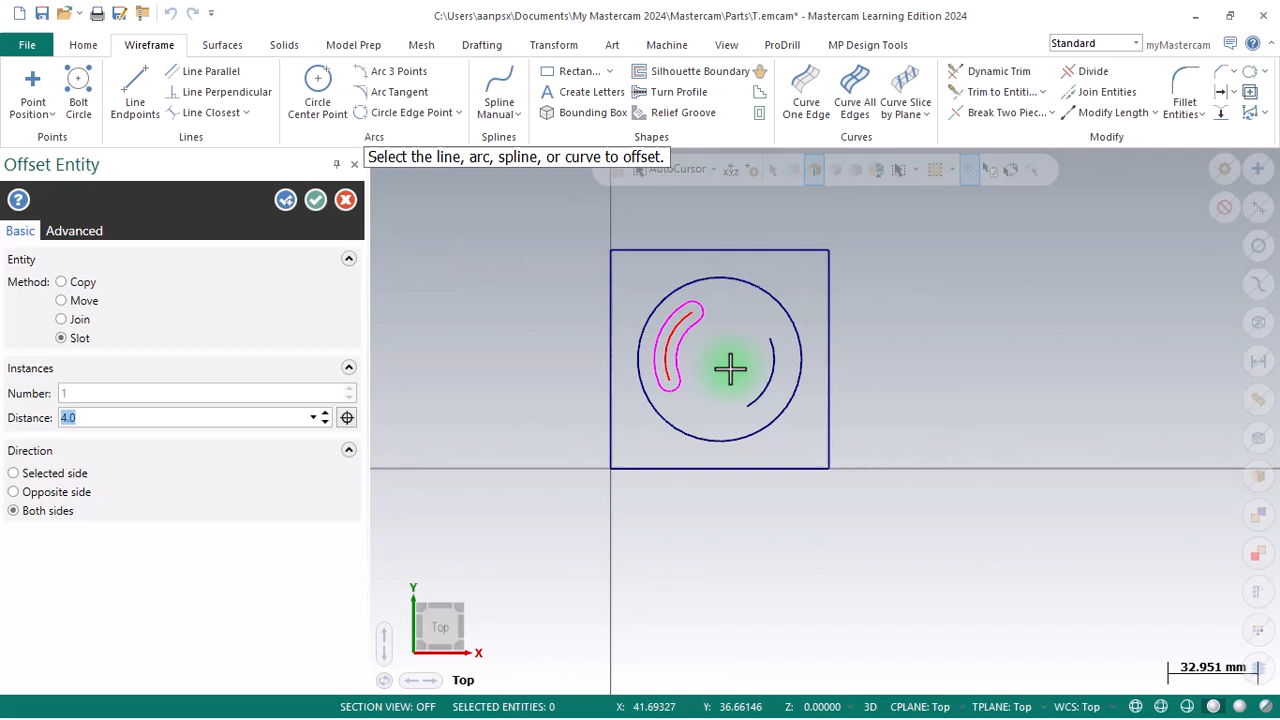 C:\Users\aanpsx\Documents\My Mastercam 2024\Mastercam\Parts\T.emcam* - Mastercam Learning Edition 2024
File
Home
Wireframe
Surfaces
Solids
Model Prep
Mesh
Drafting
Transform
Art
Machine
View
ProDrill
MP Design Tools
Standard
myMastercam
Point Position
Bolt Circle
Points
Line Endpoints
Line Parallel
Line Perpendicular
Line Closest
Lines
Circle Center Point
Arc 3 Points
Arc Tangent
Circle Edge Point
Arcs
Spline Manual
Splines
Rectan...
Create Letters
Bounding Box
Silhouette Boundary
Turn Profile
Relief Groove
Shapes
Curve One Edge
Curve All Edges
Curve Slice by Plane
Curves
Dynamic Trim
Trim to Entiti...
Break Two Piec...
Divide
Join Entities
Modify Length
Fillet Entities
Modify
Offset Entity
Select the line, arc, spline, or curve to offset.
AutoCursor
XYZ
Basic
Advanced
Entity
Method:
Copy
Move
Join
Slot
Instances
Number:
1
Distance:
4.0
Direction
Selected side
Opposite side
Both sides
Y
Top
X
Top
32.951 mm
SECTION VIEW: OFF
SELECTED ENTITIES: 0
X: 41.69327
Y: 36.66146
Z: 0.00000
3D
CPLANE: Top
TPLANE: Top
WCS: Top